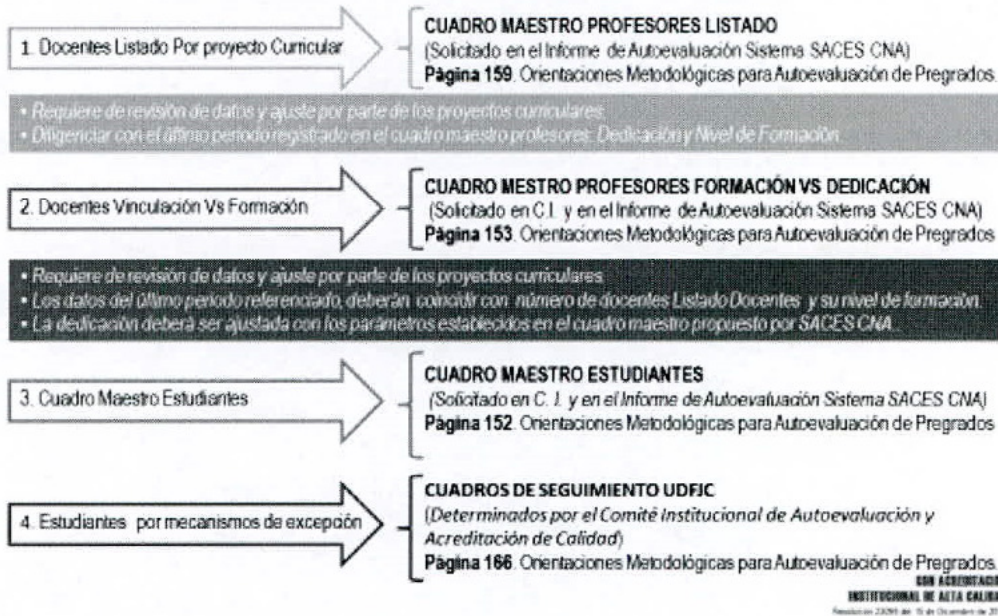 1. Docentes Listado Por proyecto Curricular
CUADRO MAESTRO PROFESORES LISTADO
(Solicitado en el Informe de Autoevaluación Sistema SACES CNA)
Página 159. Orientaciones Metodológicas para Autoevaluación de Pregrados.
• Requiere de revisión de datos y ajuste por parte de los proyectos curriculares
• Diligenciar con el último periodo registrado en el cuadro maestro profesores: Dedicación y Nivel de Formación.
2. Docentes Vinculación Vs Formación
CUADRO MESTRO PROFESORES FORMACIÓN VS DEDICACIÓN
(Solicitado en C.I. y en el Informe de Autoevaluación Sistema SACES CNA)
Página 153. Orientaciones Metodológicas para Autoevaluación de Pregrados
• Requiere de revisión de datos y ajuste por parte de los proyectos curriculares
• Los datos del último periodo referenciado, deberán coincidir con número de docentes Listado Docentes y su nivel de formación.
• La dedicación deberá ser ajustada con los parámetros establecidos en el cuadro maestro propuesto por SACES CNA.
3. Cuadro Maestro Estudiantes
CUADRO MAESTRO ESTUDIANTES
(Solicitado en C. I. y en el Informe de Autoevaluación Sistema SACES CNA)
Página 152. Orientaciones Metodológicas para Autoevaluación de Pregrados
4. Estudiantes por mecanismos de excepción
CUADROS DE SEGUIMIENTO UDFJC
(Determinados por el Comité Institucional de Autoevaluación y
Acreditación de Calidad)
Página 166. Orientaciones Metodológicas para Autoevaluación de Pregrados.
INSTITUCIONAL DE ALTA